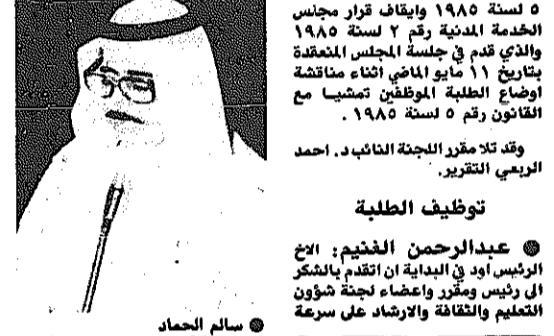 ٥ لسنة ١٩٨٥ وايقاف قرار مجلس
الخدمة المدنية رقم ٢ لسنة ١٩٨٥
والذي قدم في جلسة المجلس المنعقدة
بتاريخ ١١ مايو الماضي اثناء مناقشة
اوضاع الطلبة الموظفين تمشيا مع
القانون رقم ٥ لسنة ١٩٨٥ .
وقد تلا مقرر اللجنة النائب د. احمد
الربعي التقرير.
توظيف الطلبة
● عبدالرحمن الغنيم: الاخ
الرئيس اود في البداية ان اتقدم بالشكر
الى رئيس ومقرر واعضاء لجنة شؤون
التعليم والثقافة والارشاد على سرعة
● سالم الحماد